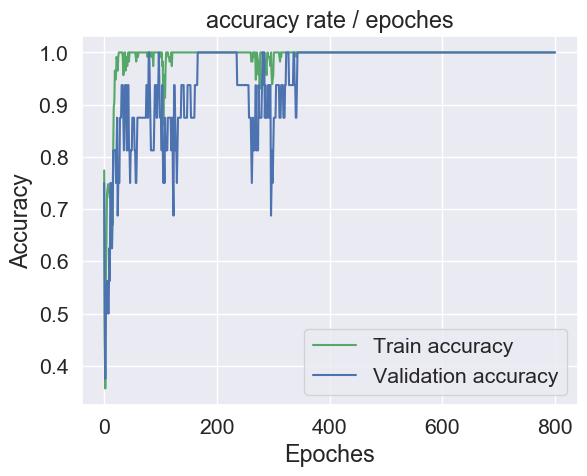 accuracy rate / epoches
1.0
0.9
0.8
0.7
0.6
0.5
0.4
Accuracy
Train accuracy
Validation accuracy
0 200 400 600 800
Epoches